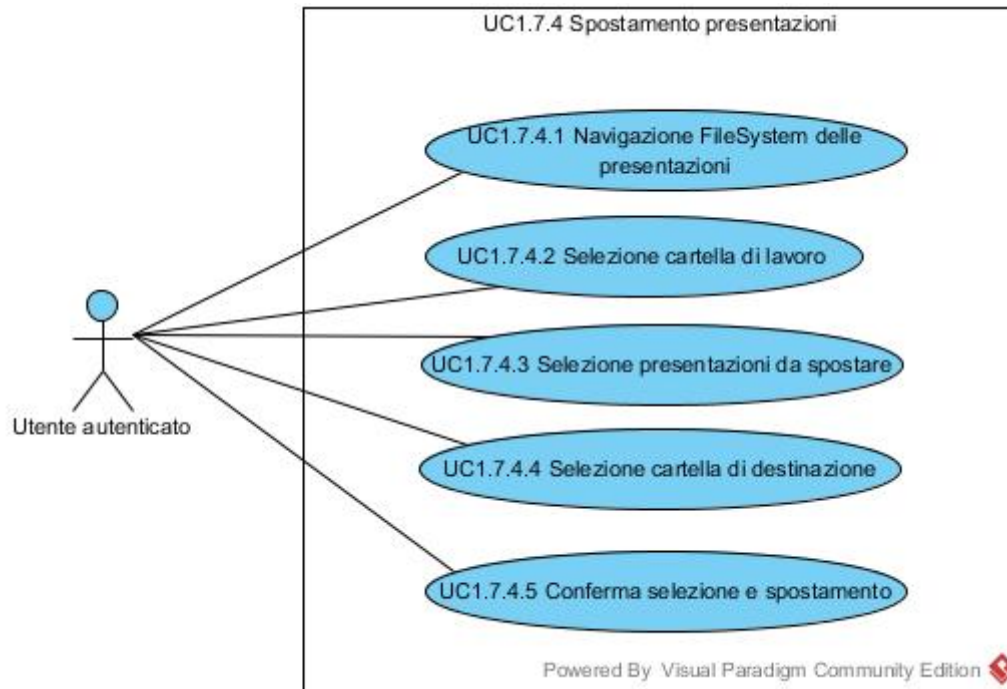 UC1.7.4 Spostamento presentazioni
UC1.7.4.1 Navigazione FileSystem delle
presentazioni
UC1.7.4.2 Selezione cartella di lavoro
UC1.7.4.3 Selezione presentazioni da spostare
Utente autenticato
UC1.7.4.4 Selezione cartella di destinazione
UC1.7.4.5 Conferma selezione e spostamento
Powered By Visual Paradigm Community Edition